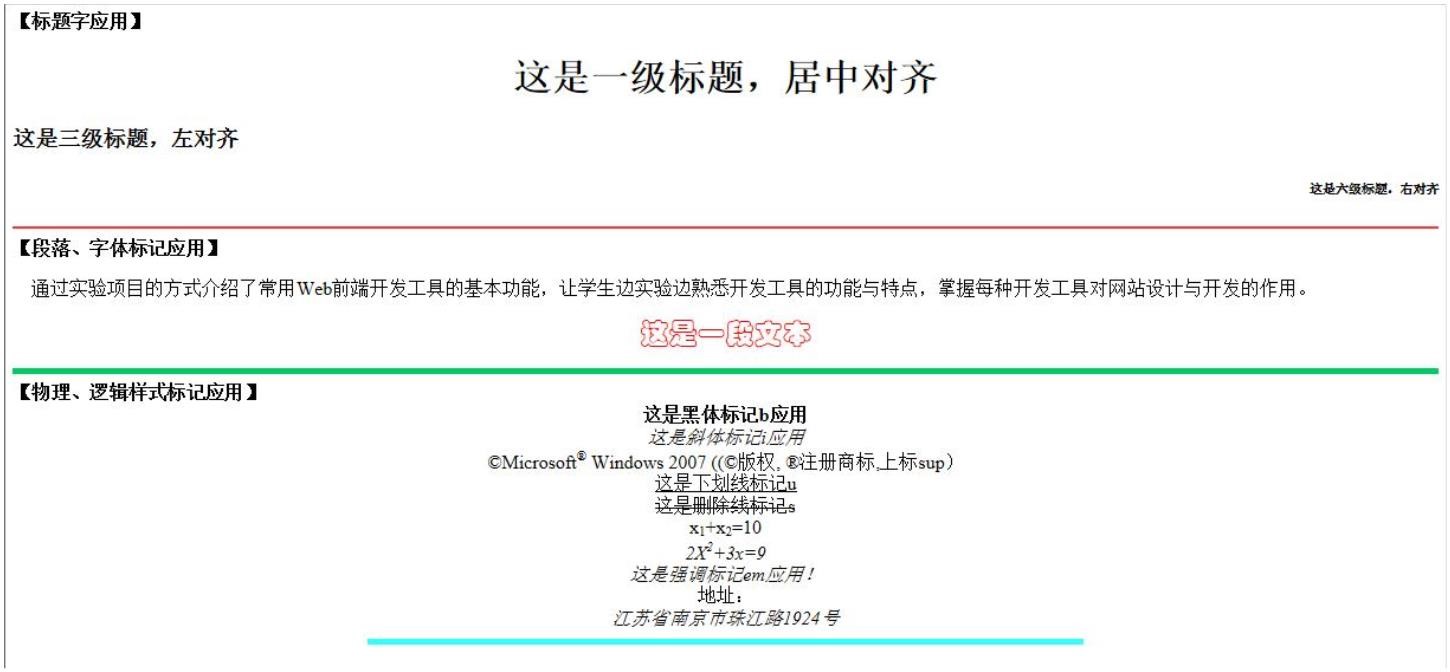 【标题字应用】
这是一级标题，居中对齐
这是三级标题，左对齐
这是六级标题，右对齐
【段落、字体标记应用】
通过实验项目的方式介绍了常用Web前端开发工具的基本功能，让学生边实验边熟悉开发工具的功能与特点，掌握每种开发工具对网站设计与开发的作用。
这是一段文本
【物理、逻辑样式标记应用】
这是黑体标记b应用
这是斜体标记i应用
©Microsoft® Windows 2007 ((©版权, ®注册商标,上标sup）
这是下划线标记u
这是删除线标记s
x₁+x₂=10
2X²+3x=9
这是强调标记em应用！
地址：
江苏省南京市珠江路1924号